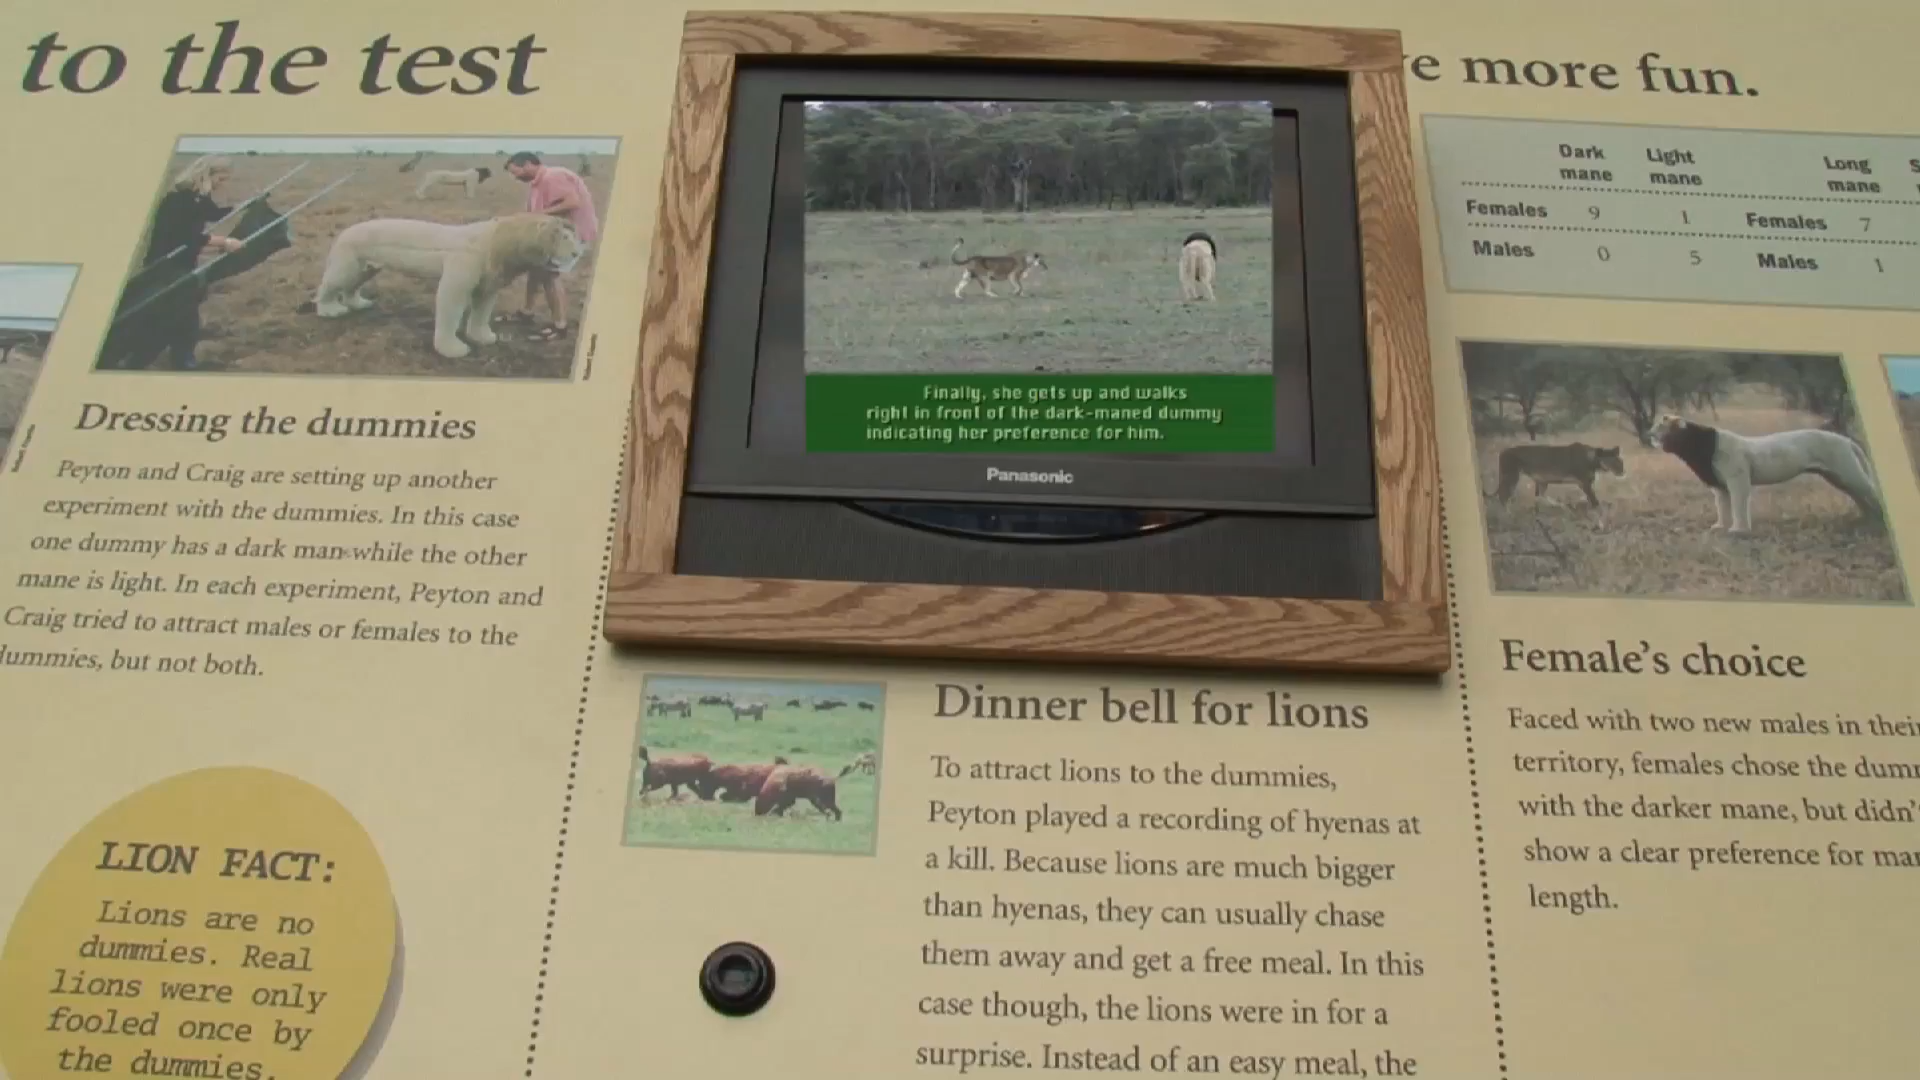 to the test
e more fun.
Dark mane
Light mane
Long mane
Females 9 1
Females 7
Males 0 5
Males 1
Finally, she gets up and walks
right in front of the dark-maned dummy
indicating her preference for him.
Panasonic
Dressing the dummies
Peyton and Craig are setting up another
experiment with the dummies. In this case
one dummy has a dark man while the other
mane is light. In each experiment, Peyton and
Craig tried to attract males or females to the
dummies, but not both.
LION FACT:
Lions are no
dummies. Real
lions were only
fooled once by
the dummies.
Dinner bell for lions
To attract lions to the dummies,
Peyton played a recording of hyenas at
a kill. Because lions are much bigger
than hyenas, they can usually chase
them away and get a free meal. In this
case though, the lions were in for a
surprise. Instead of an easy meal, the
Female's choice
Faced with two new males in their
territory, females chose the dum
with the darker mane, but didn'
show a clear preference for ma
length.